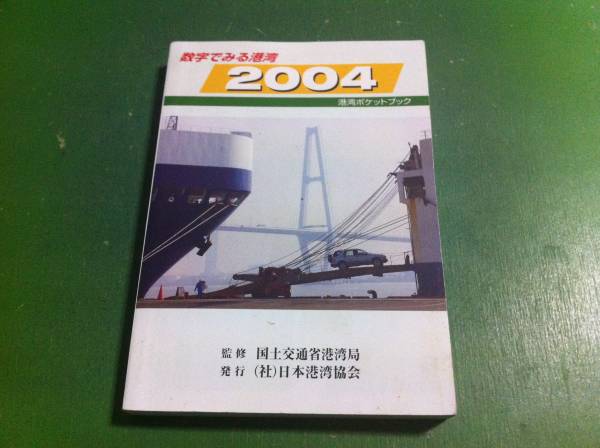 数字でみる港湾
2004
港湾ポケットブック
監修 国土交通省港湾局
発行 (社)日本港湾協会